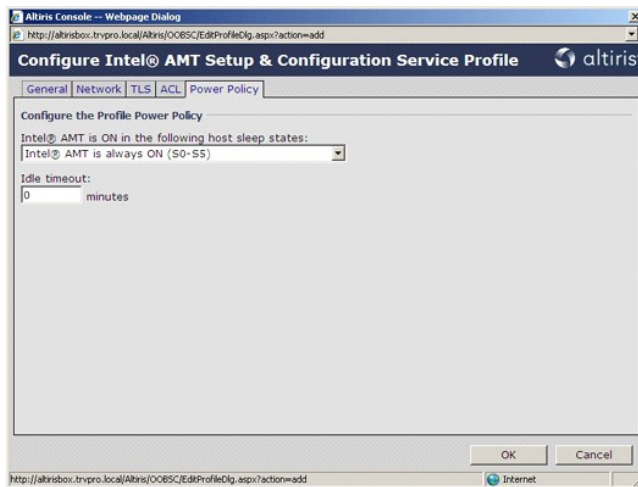 Altiris Console -- Webpage Dialog
http://altirisbox.trvpro.local/Altiris/OOBSC/EditProfileDlg.aspx?action=add
Configure Intel® AMT Setup & Configuration Service Profile altiris
General Network TLS ACL Power Policy
Configure the Profile Power Policy
Intel® AMT is ON in the following host sleep states:
Intel® AMT is always ON (S0-S5)
Idle timeout:
0 minutes
OK Cancel
http://altirisbox.trvpro.local/Altiris/OOBSC/EditProfileDlg.aspx?action=add Internet